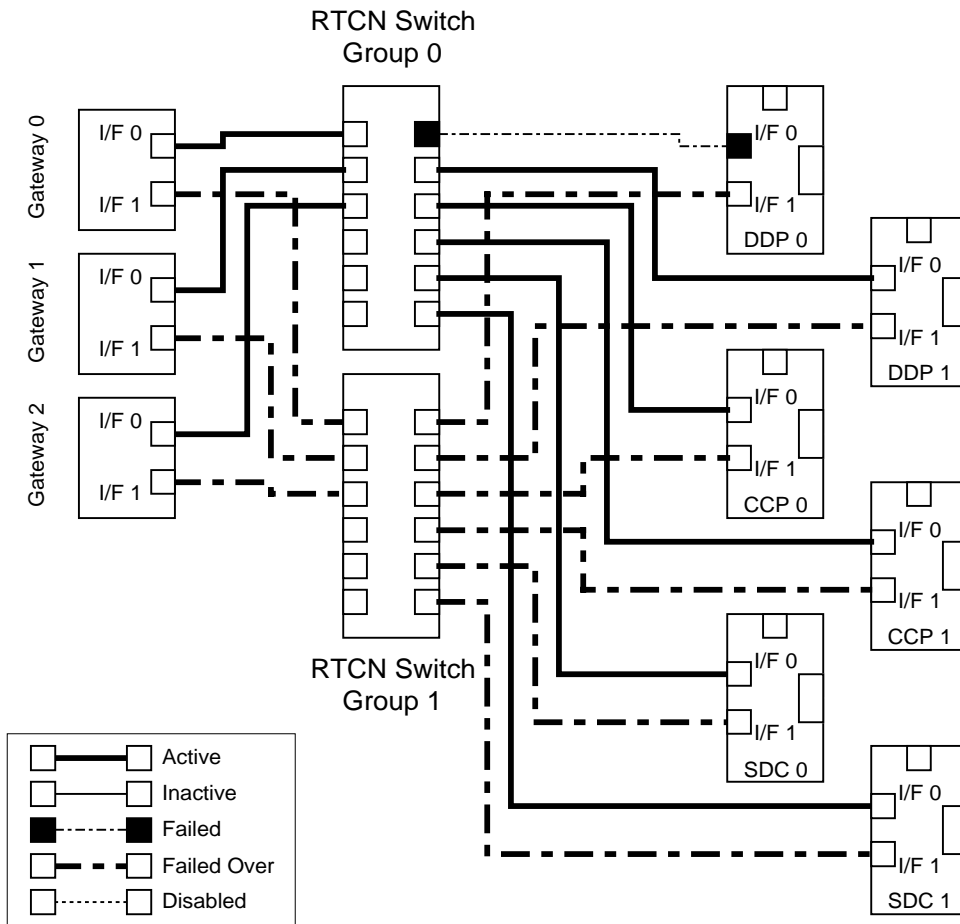 RTCN Switch
Group 0
Gateway 0
I/F 0
I/F 1
Gateway 1
I/F 0
I/F 1
Gateway 2
I/F 0
I/F 1
I/F 0
I/F 1
DDP 0
I/F 0
I/F 1
DDP 1
I/F 0
I/F 1
CCP 0
I/F 0
I/F 1
CCP 1
I/F 0
I/F 1
SDC 0
I/F 0
I/F 1
SDC 1
RTCN Switch
Group 1
Active
Inactive
Failed
Failed Over
Disabled